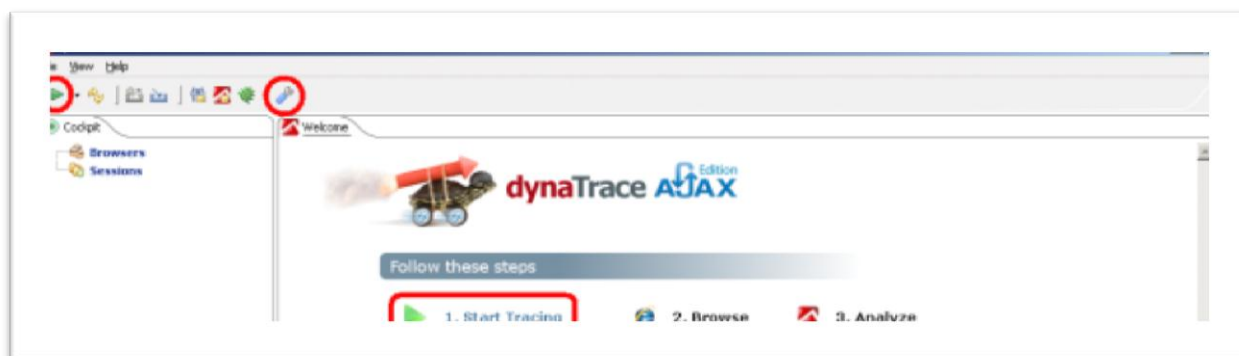 View Help
Cockpit
Welcome
Browsers
Sessions
dynaTrace AJAX Edition
Follow these steps
1. Start Tracing 2. Browse 3. Analyze